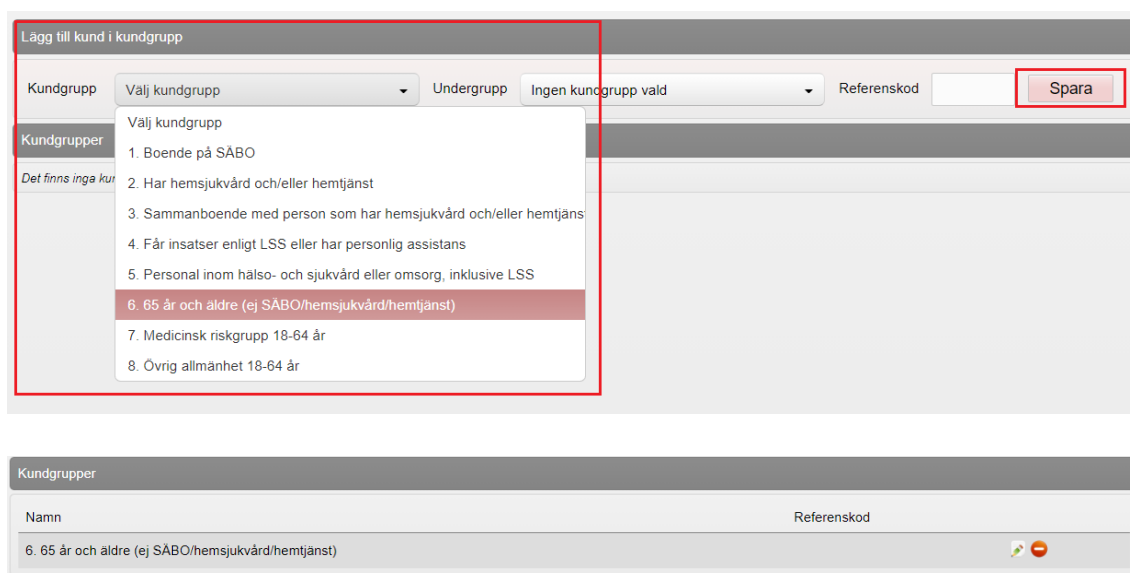 Lägg till kund i kundgrupp
Kundgrupp Välj kundgrupp Undergrupp Ingen kundgrupp vald Referenskod Spara
Välj kundgrupp
Kundgrupper
1. Boende på SÄBO
Det finns inga
2. Har hemsjukvård och/eller hemtjänst
3. Sammanboende med person som har hemsjukvård och/eller hemtjäns
4. Får insatser enligt LSS eller har personlig assistans
5. Personal inom hälso- och sjukvård eller omsorg, inklusive LSS
6. 65 år och äldre (ej SÄBO/hemsjukvård/hemtjänst)
7. Medicinsk riskgrupp 18-64 år
8. Övrig allmänhet 18-64 år
Kundgrupper
Namn Referenskod
6. 65 år och äldre (ej SÄBO/hemsjukvård/hemtjänst)